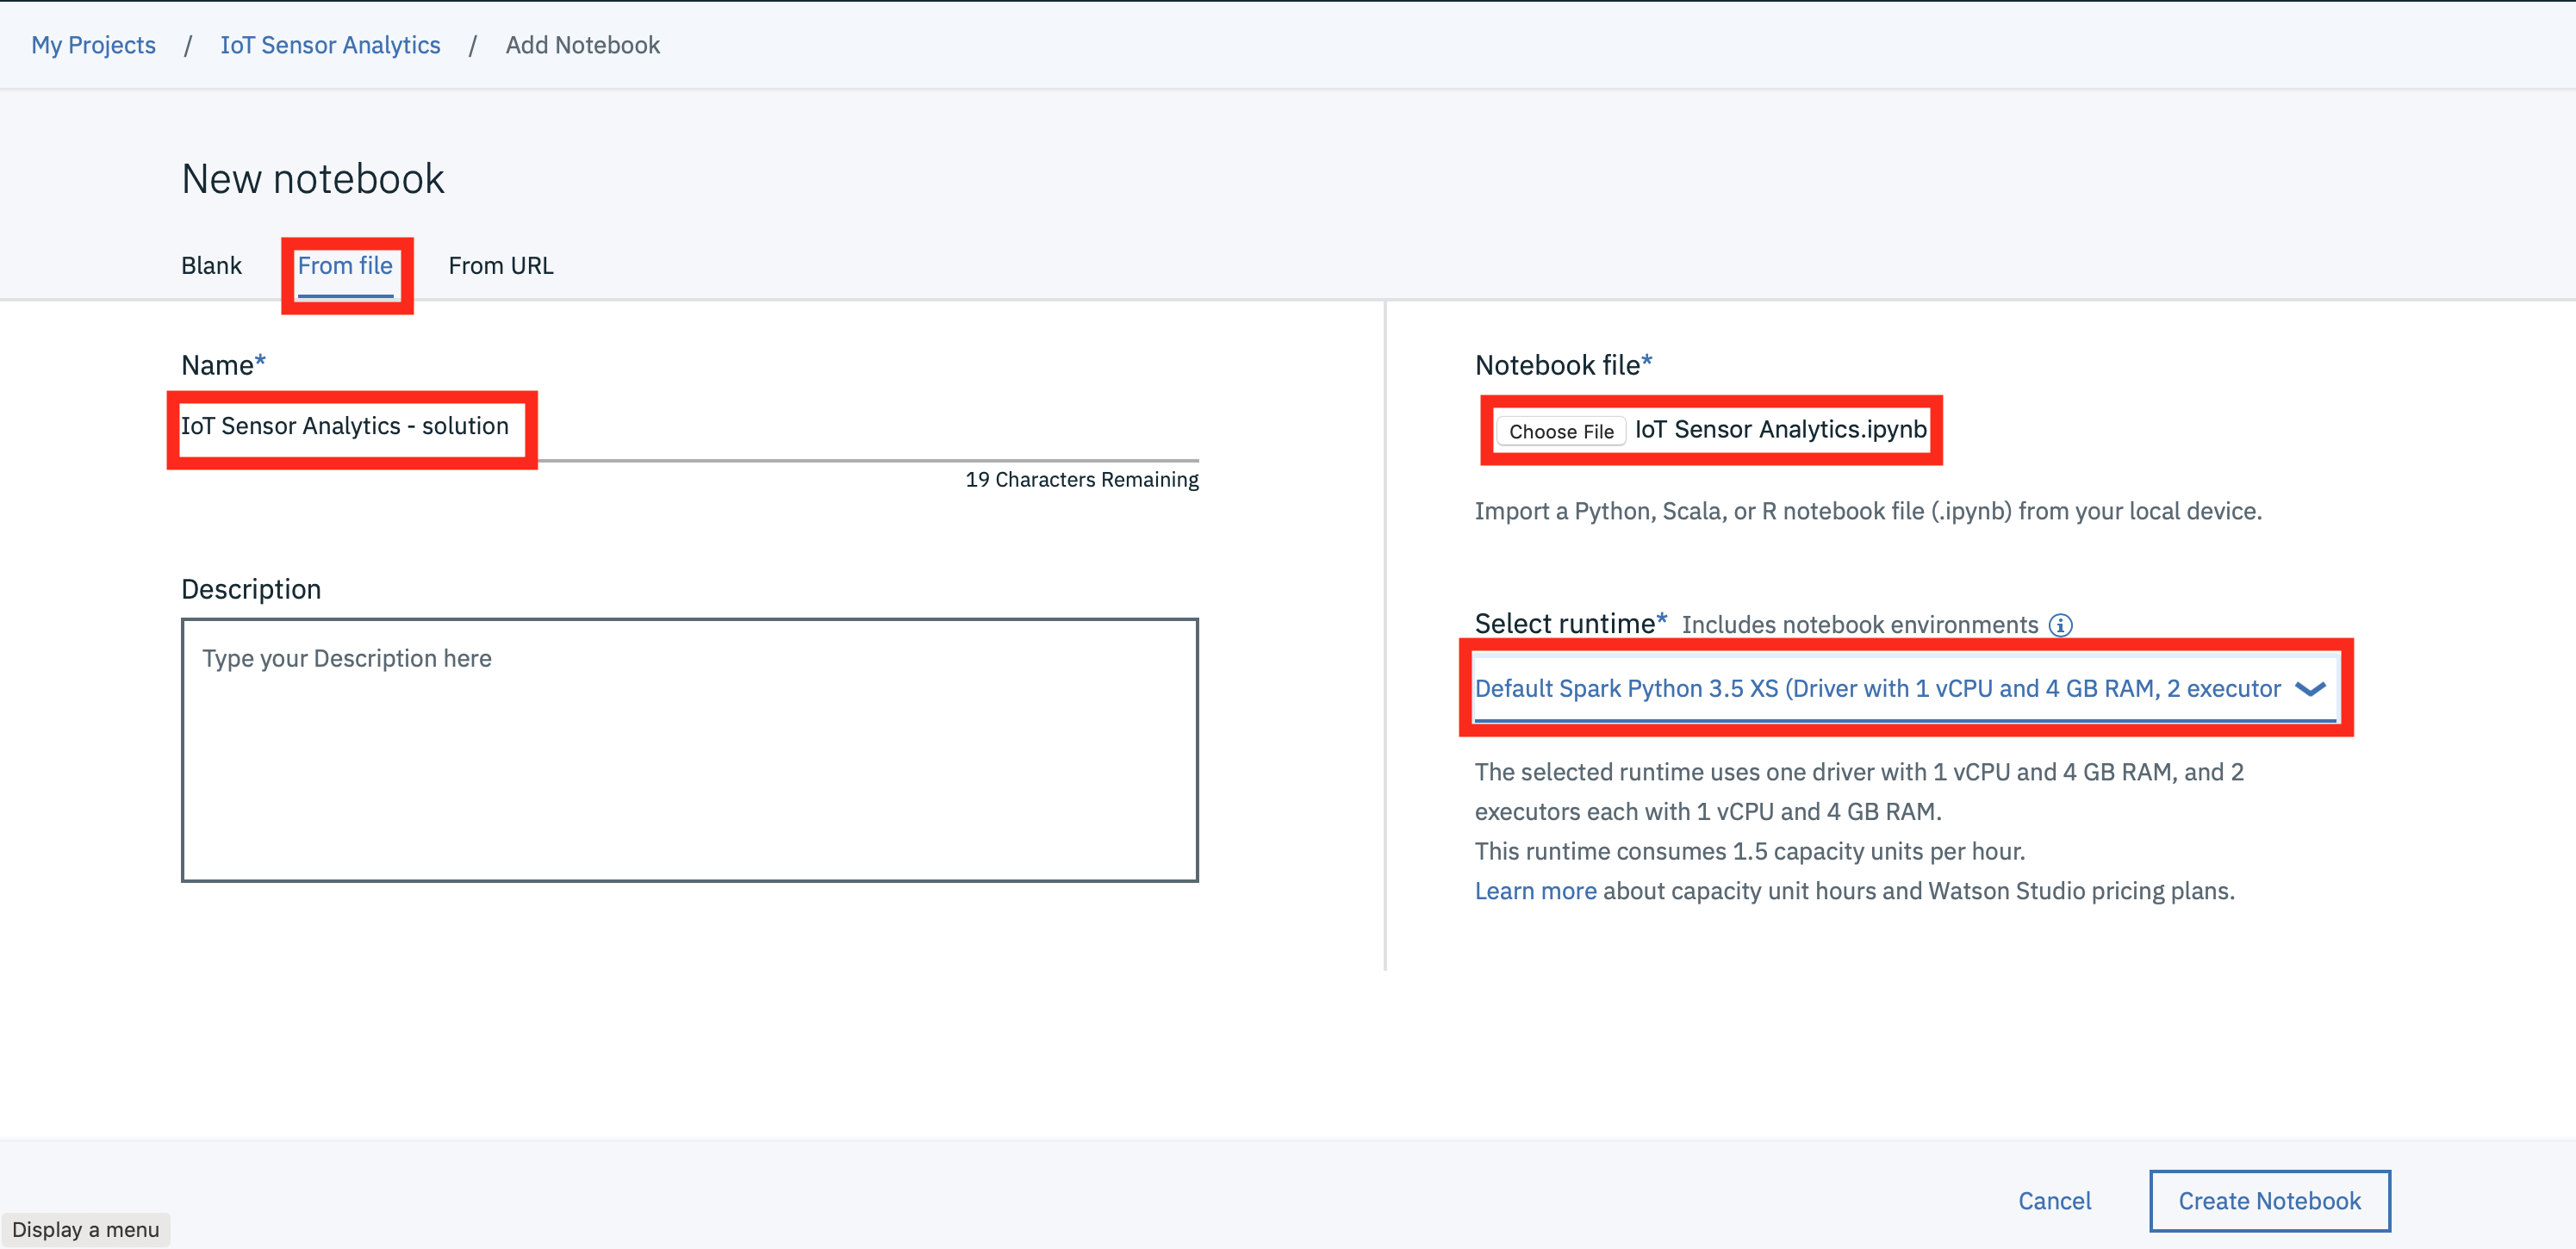 My Projects / IoT Sensor Analytics / Add Notebook
New notebook
Blank From file From URL
Name*
IoT Sensor Analytics - solution
19 Characters Remaining
Description
Type your Description here
Notebook file*
Choose File IoT Sensor Analytics.ipynb
Import a Python, Scala, or R notebook file (.ipynb) from your local device.
Select runtime* Includes notebook environments
Default Spark Python 3.5 XS (Driver with 1 vCPU and 4 GB RAM, 2 executor
The selected runtime uses one driver with 1 vCPU and 4 GB RAM, and 2
executors each with 1 vCPU and 4 GB RAM.
This runtime consumes 1.5 capacity units per hour.
Learn more about capacity unit hours and Watson Studio pricing plans.
Cancel Create Notebook
Display a menu